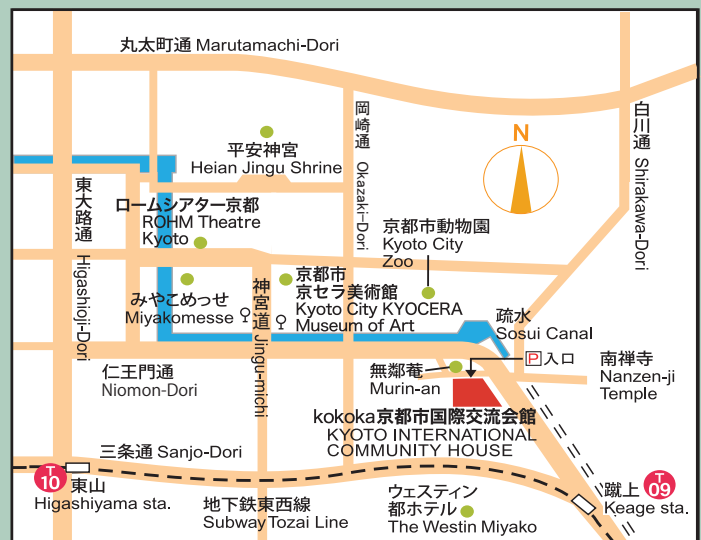 丸太町通 Marutamachi-Dori
岡崎通 Okazaki-Dori
白川通 Shirakawa-Dori
N
平安神宮
Heian Jingu Shrine
東大路通 Higashioji-Dori
ロームシアター京都
ROHM Theatre
Kyoto
京都市動物園
Kyoto City
Zoo
みやこめっせ
Miyakomesse
神宮道 Jingu-michi
京都市
京セラ美術館
Kyoto City KYOCERA
Museum of Art
疏水
Sosui Canal
P入口
仁王門通
Niomon-Dori
無鄰菴
Murin-an
南禅寺
Nanzen-ji
Temple
kokoka京都市国際交流会館
KYOTO INTERNATIONAL
COMMUNITY HOUSE
三条通 Sanjo-Dori
T
10
東山
Higashiyama sta.
地下鉄東西線
Subway Tozai Line
ウェスティン
都ホテル
The Westin Miyako
蹴上
Keage sta.
T
09